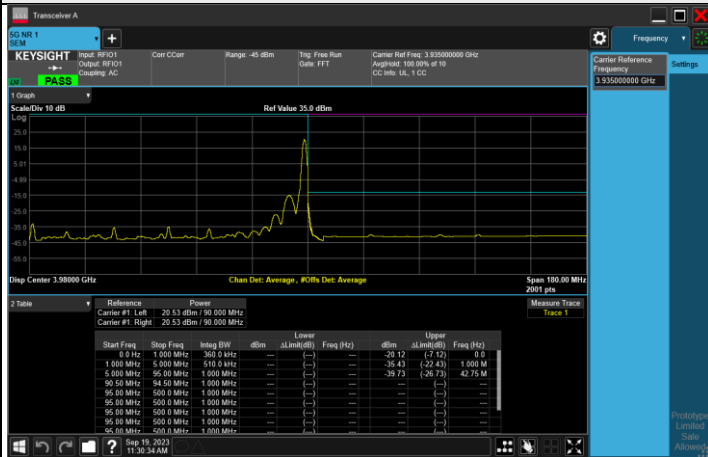 Transceiver A
5G NR 1
SEM
Frequency
KEYSIGHT
Input: RFIO1
Output: RFIO1
Coupling: AC
Corr CCorr
Range: -45 dBm
Trig: Free Run
Gate: FFT
Carrier Ref Freq: 3.935000000 GHz
Avg|Hold: 100.00% of 10
CC Info: UL, 1 CC
PASS
Carrier Reference
Frequency
3.935000000 GHz
Settings
1 Graph
Scale/Div 10 dB
Ref Value 35.0 dBm
Log
25.0
15.0
5.01
-4.99
-15.0
-25.0
-35.0
-45.0
-55.0
Disp Center 3.98000 GHz
Chan Det: Average, #Offs Det: Average
Span 180.00 MHz
2001 pts
2 Table
Reference Power
Carrier #1: Left 20.53 dBm / 90.000 MHz
Carrier #1: Right 20.53 dBm / 90.000 MHz
Measure Trace
Trace 1
Lower Upper
Start Freq Stop Freq Integ BW dBm ΔLimit(dB) Freq (Hz) dBm ΔLimit(dB) Freq (Hz)
0.0 Hz 1.000 MHz 360.0 kHz --- (---) --- -20.12 (-7.12) 0.0
1.000 MHz 5.000 MHz 510.0 kHz --- (---) --- -35.43 (-22.43) 1.000 M
5.000 MHz 95.00 MHz 1.000 MHz --- (---) --- -39.73 (-26.73) 42.75 M
90.50 MHz 94.50 MHz 1.000 MHz --- (---) --- --- (---) ---
95.00 MHz 500.0 MHz 1.000 MHz --- (---) --- --- (---) ---
95.00 MHz 500.0 MHz 1.000 MHz --- (---) --- --- (---) ---
95.00 MHz 500.0 MHz 1.000 MHz --- (---) --- --- (---) ---
95.00 MHz 500.0 MHz 1.000 MHz --- (---) --- --- (---) ---
95.00 MHz 500.0 MHz 1.000 MHz --- (---) --- --- (---) ---
Prototype
Limited
Sale
Allowed
Sep 19, 2023
11:30:34 AM